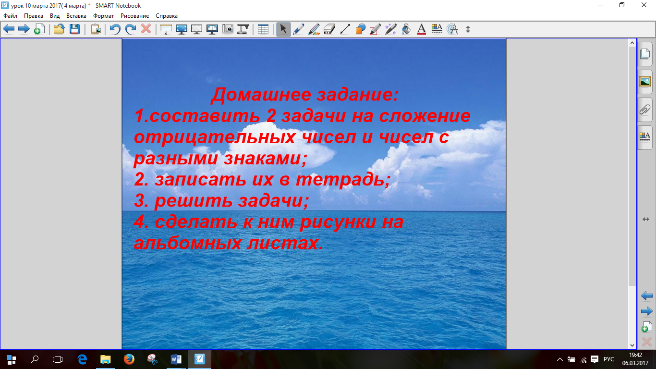 урок 10 марта 2017( 4 марта) * - SMART Notebook
Файл Правка Вид Вставка Формат Рисование Справка
Домашнее задание:
1.составить 2 задачи на сложение
отрицательных чисел и чисел с
разными знаками;
2. записать их в тетрадь;
3. решить задачи;
4. сделать к ним рисунки на
альбомных листах.
РУС
19:42
06.03.2017